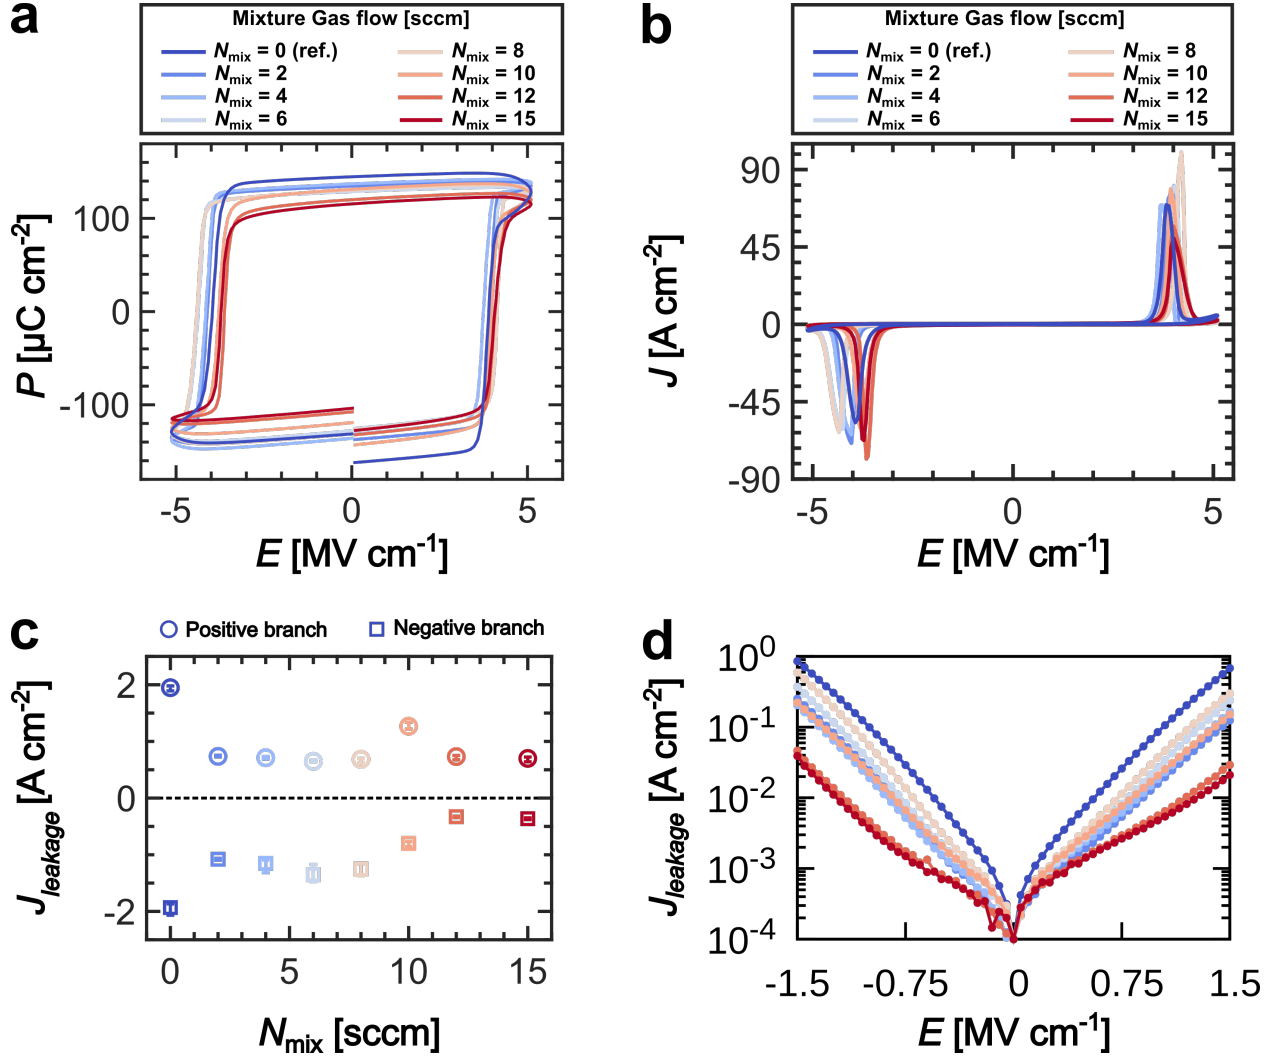 a
Mixture Gas flow [sccm]
Nmix = 0 (ref.)
Nmix = 2
Nmix = 4
Nmix = 6
Nmix = 8
Nmix = 10
Nmix = 12
Nmix = 15
P [µC cm-2]
100
0
-100
-5
0
5
E [MV cm-1]
b
Mixture Gas flow [sccm]
Nmix = 0 (ref.)
Nmix = 2
Nmix = 4
Nmix = 6
Nmix = 8
Nmix = 10
Nmix = 12
Nmix = 15
J [A cm-2]
90
45
0
-45
-90
-5
0
5
E [MV cm-1]
c
Positive branch
Negative branch
Jleakage [A cm-2]
2
0
-2
0
5
10
15
Nmix [sccm]
d
Jleakage [A cm-2]
100
10-1
10-2
10-3
10-4
-1.5
-0.75
0
0.75
1.5
E [MV cm-1]